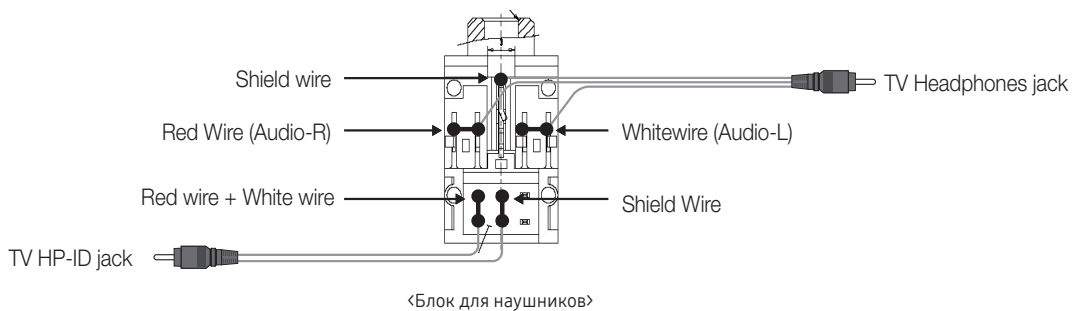 Shield wire
TV Headphones jack
Red Wire (Audio-R)
Whitewire (Audio-L)
Red wire + White wire
Shield Wire
TV HP-ID jack
<Блок для наушников>